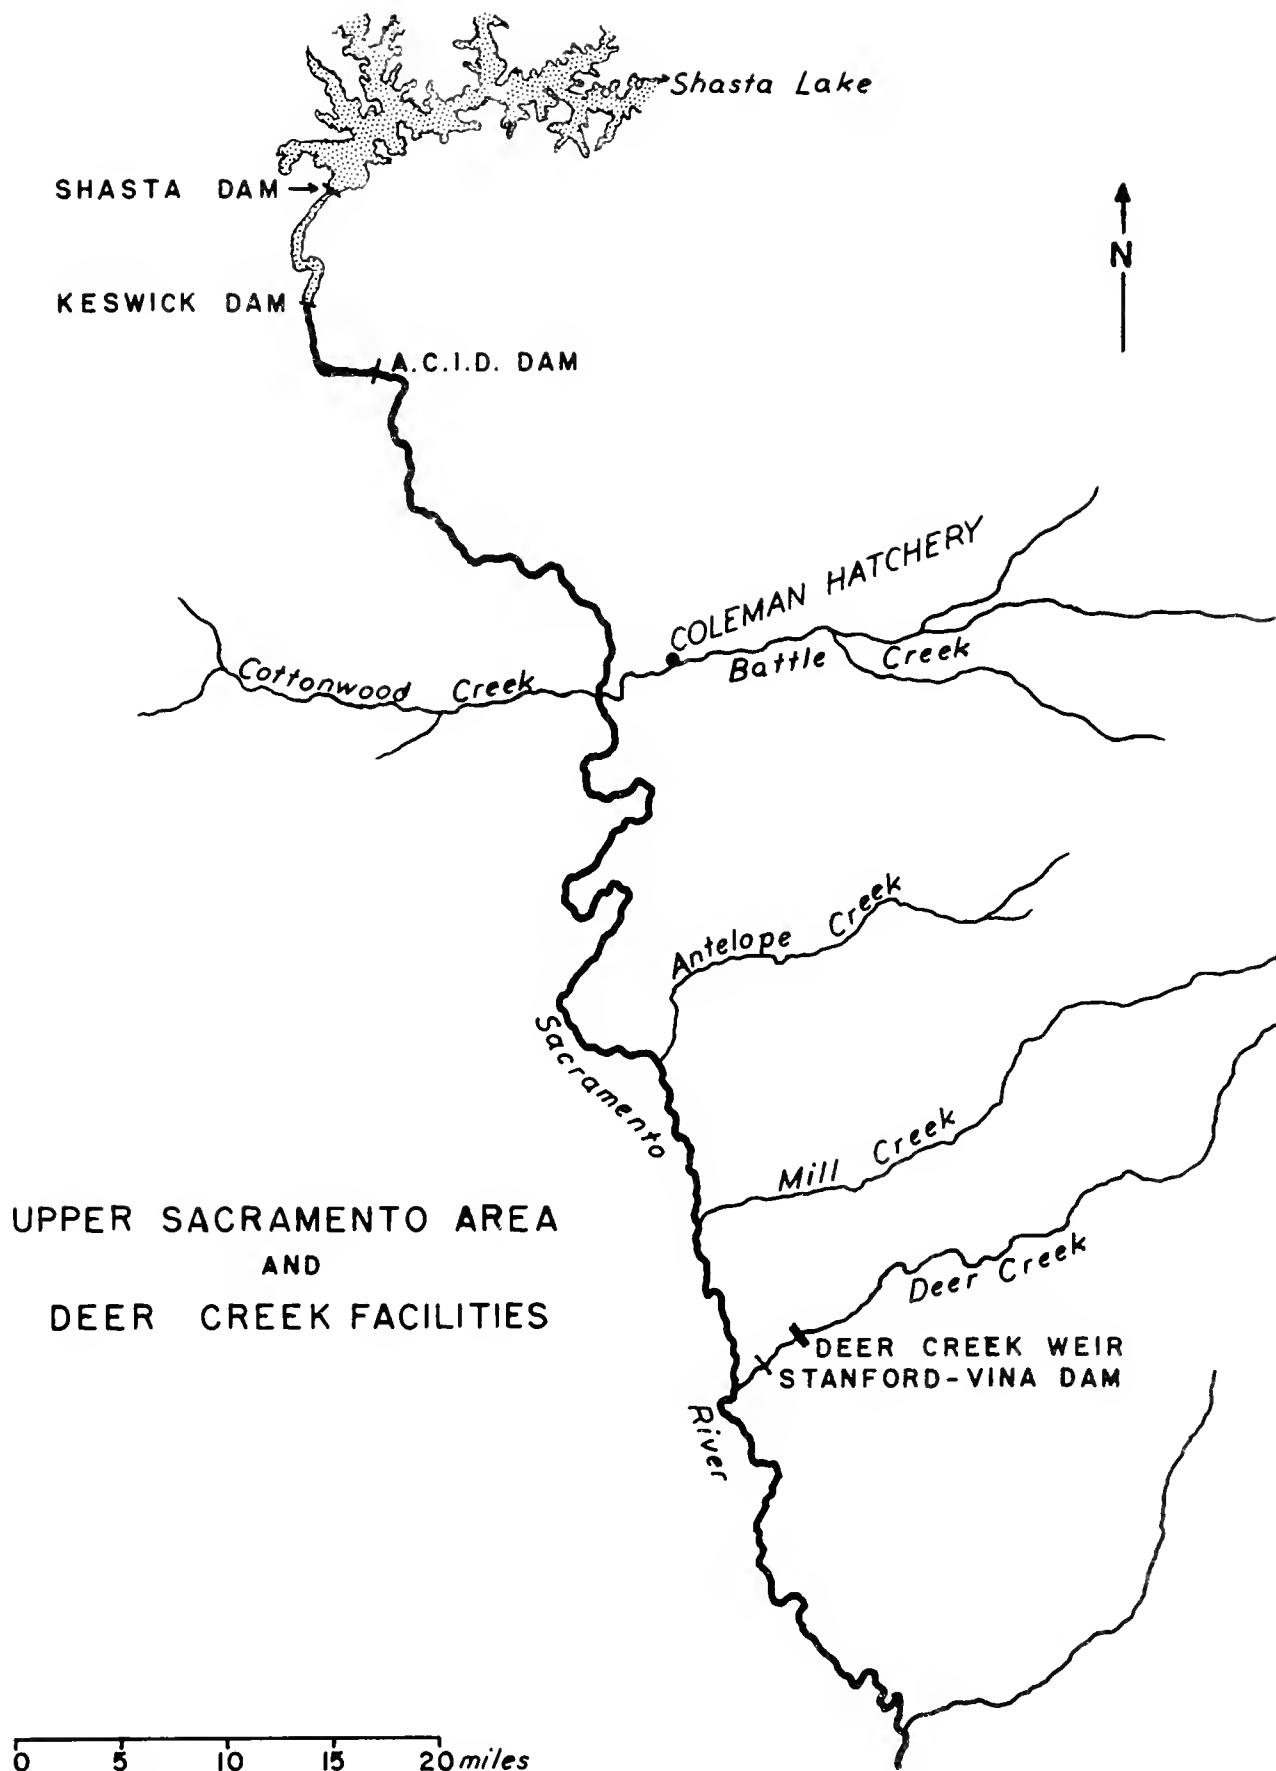 Shasta Lake
SHASTA DAM
N
KESWICK DAM
A.C.I.D. DAM
COLEMAN HATCHERY
Battle Creek
Cottonwood Creek
Antelope Creek
Sacramento
Mill Creek
UPPER SACRAMENTO AREA
AND
DEER CREEK FACILITIES
Deer Creek
DEER CREEK WEIR
STANFORD-VINA DAM
River
0 5 10 15 20 miles